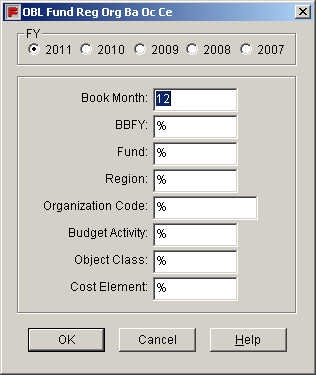 OBL Fund Reg Org Ba Oc Ce
FY
2011 2010 2009 2008 2007
Book Month: 12
BBFY: %
Fund: %
Region: %
Organization Code: %
Budget Activity: %
Object Class: %
Cost Element: %
OK Cancel Help